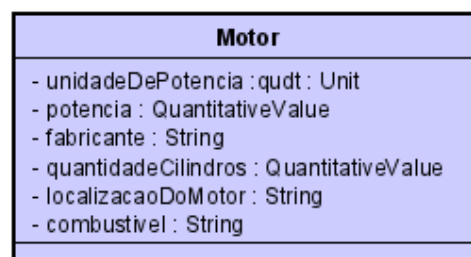 Motor
- unidadeDePotencia :qudt : Unit
- potencia : QuantitativeValue
- fabricante : String
- quantidadeCilindros : QuantitativeValue
- localizacaoDoMotor : String
- combustivel : String